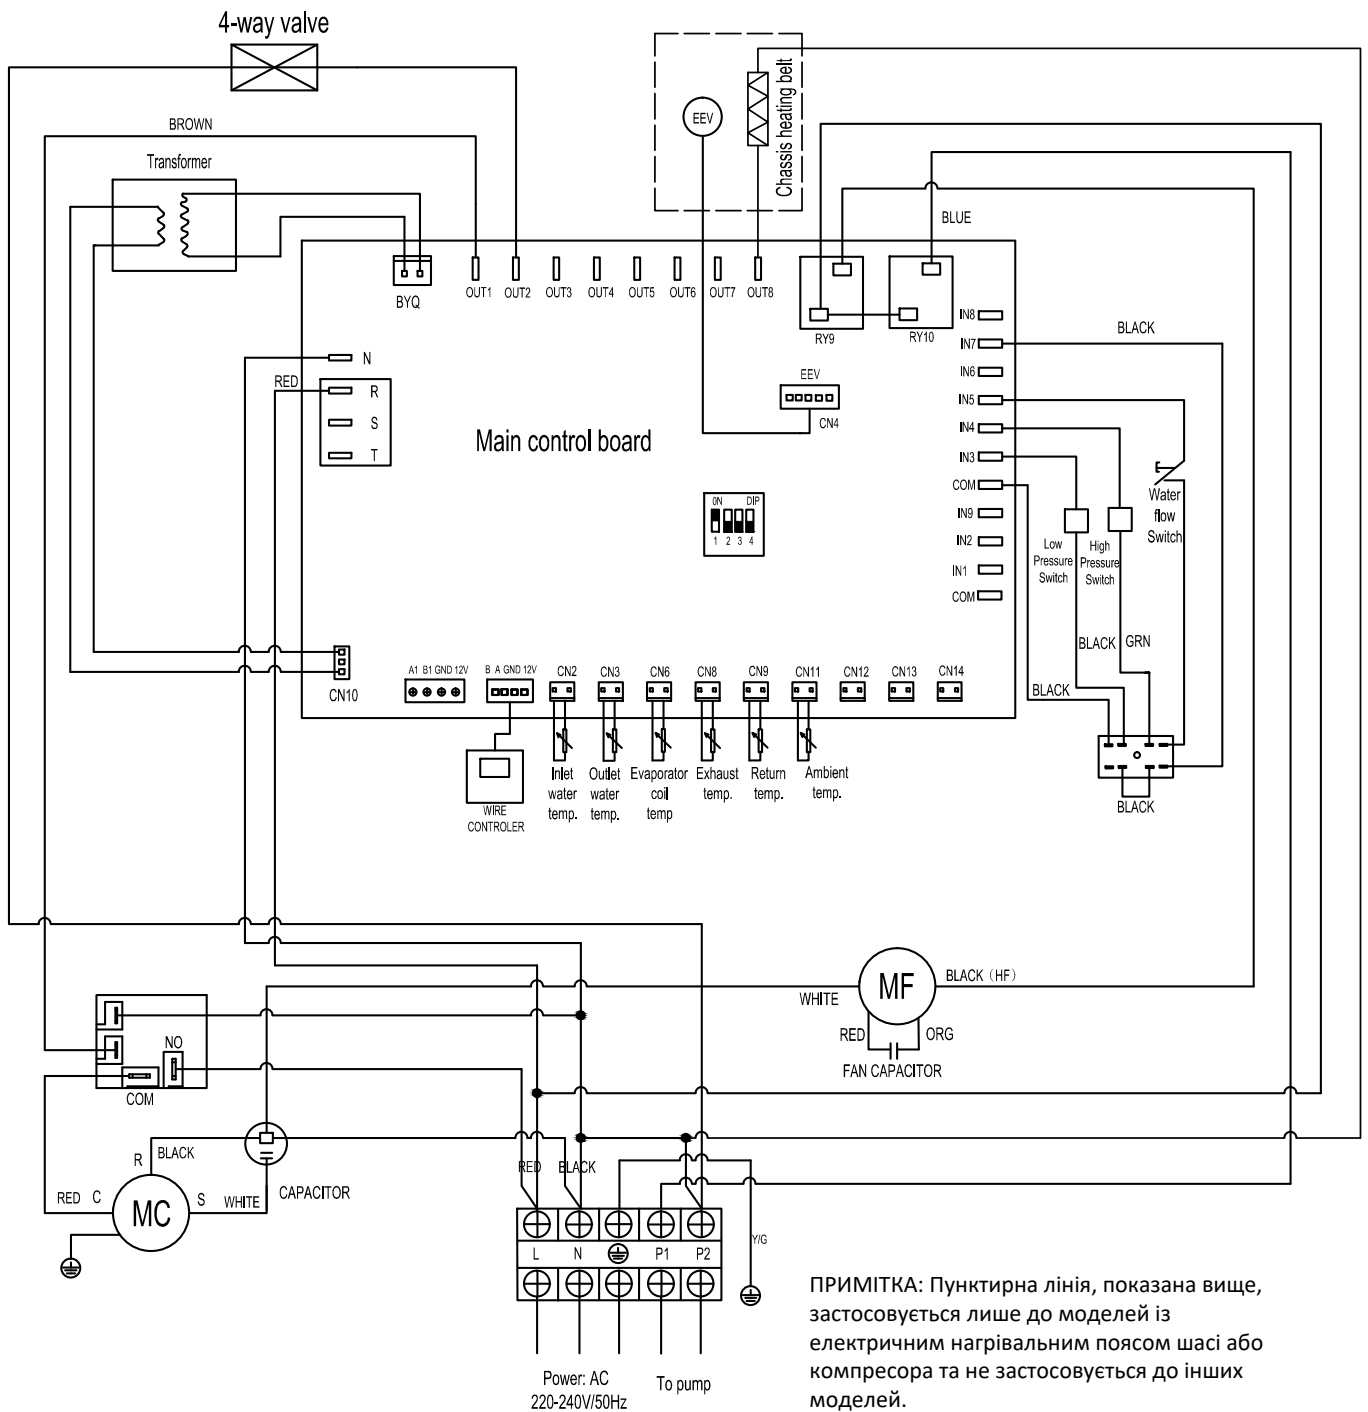 4-way valve
BROWN
Transformer
EEV
Chassis heating belt
BLUE
BYQ
OUT1
OUT2
OUT3
OUT4
OUT5
OUT6
OUT7
OUT8
RY9
RY10
N
RED
R
S
T
Main control board
EEV
CN4
ON DIP
1 2 3 4
IN8
IN7
IN6
IN5
IN4
IN3
COM
IN9
IN2
IN1
COM
BLACK
Water
flow
Switch
Low
Pressure
Switch
High
Pressure
Switch
BLACK
GRN
BLACK
BLACK
CN10
A1 B1 GND 12V
B A GND 12V
CN2
CN3
CN6
CN8
CN9
CN11
CN12
CN13
CN14
WIRE
CONTROLER
Inlet
water
temp.
Outlet
water
temp.
Evaporator
coil
temp
Exhaust
temp.
Return
temp.
Ambient
temp.
MF
WHITE
BLACK (HF)
RED
ORG
FAN CAPACITOR
NO
COM
R
BLACK
RED C
MC
S
WHITE
CAPACITOR
RED
BLACK
Y/G
L
N
P1
P2
Power: AC
220-240V/50Hz
To pump
ПРИМІТКА: Пунктирна лінія, показана вище,
застосовується лише до моделей із
електричним нагрівальним поясом шасі або
компресора та не застосовується до інших
моделей.